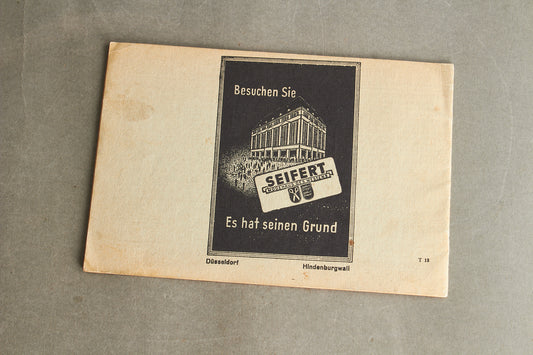 Besuchen Sie
SEIFERT
Es hat seinen Grund
Düsseldorf Hindenburgwall
T 13